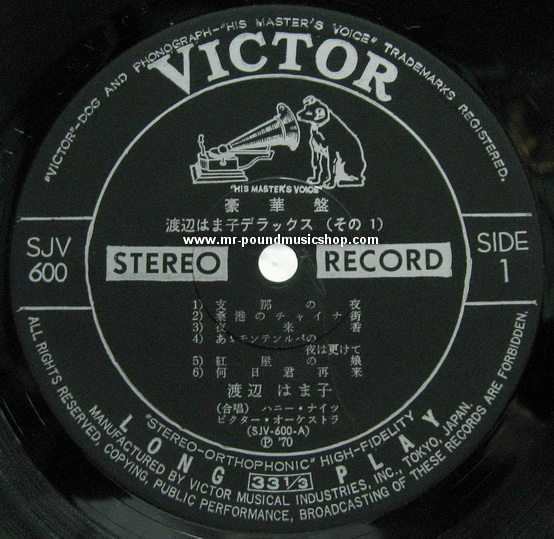 "VICTOR"-DOG AND PHONOGRAPH-"HIS MASTER'S VOICE" TRADEMARKS REGISTERED.
VICTOR
"HIS MASTER'S VOICE"
豪華盤
渡辺はま子デラックス (その 1)
www.mr-poundmusicshop.com
SJV
600
STEREO RECORD
SIDE
1
1) 支那の夜
2) 桑港のチャイナ街
3) 夜来香
4) あゝモンテンルパの
夜は更けて
5) 紅屋の娘
6) 何日君再来
渡辺はま子
(合唱) ハニー・ナイツ
ビクター・オーケストラ
(SJV-600-A)
Ⓟ '70
"STEREO-ORTHOPHONIC" HIGH-FIDELITY
LONG 33 1/3 PLAY
MANUFACTURED BY VICTOR MUSICAL INDUSTRIES, INC., TOKYO, JAPAN.
ALL RIGHTS RESERVED, COPYING, PUBLIC PERFORMANCE, BROADCASTING OF THESE RECORDS ARE FORBIDDEN.